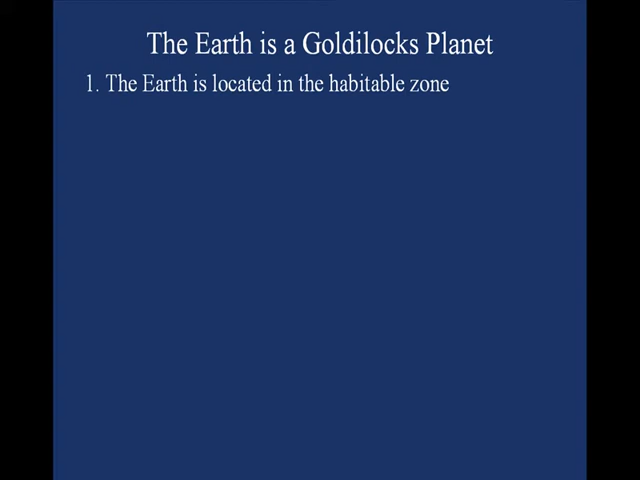 The Earth is a Goldilocks Planet
1. The Earth is located in the habitable zone